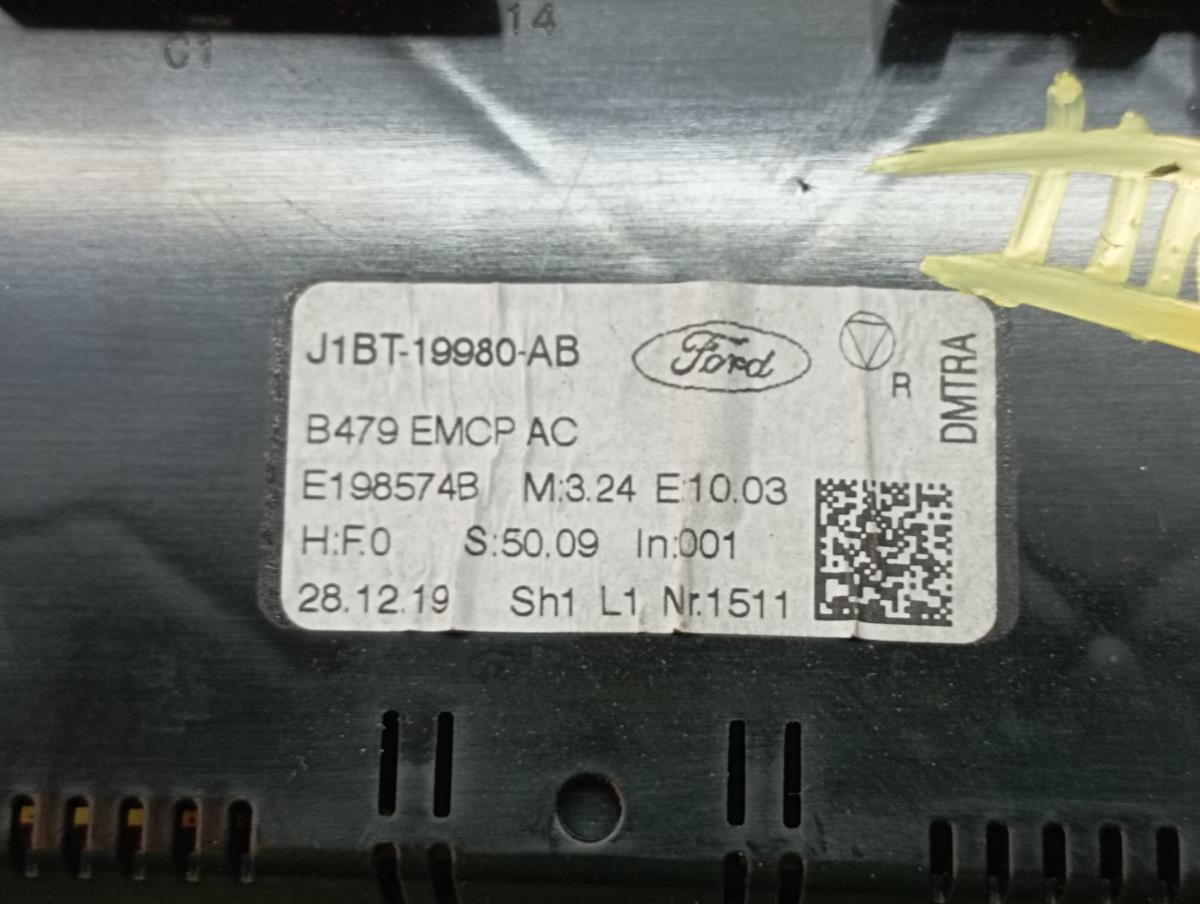 14
C1
J1BT-19980-AB
Ford
R
DMTRA
B479 EMCP AC
E198574B M:3.24 E:10.03
H:F.0 S:50.09 In:001
28.12.19 Sh1 L1 Nr.1511